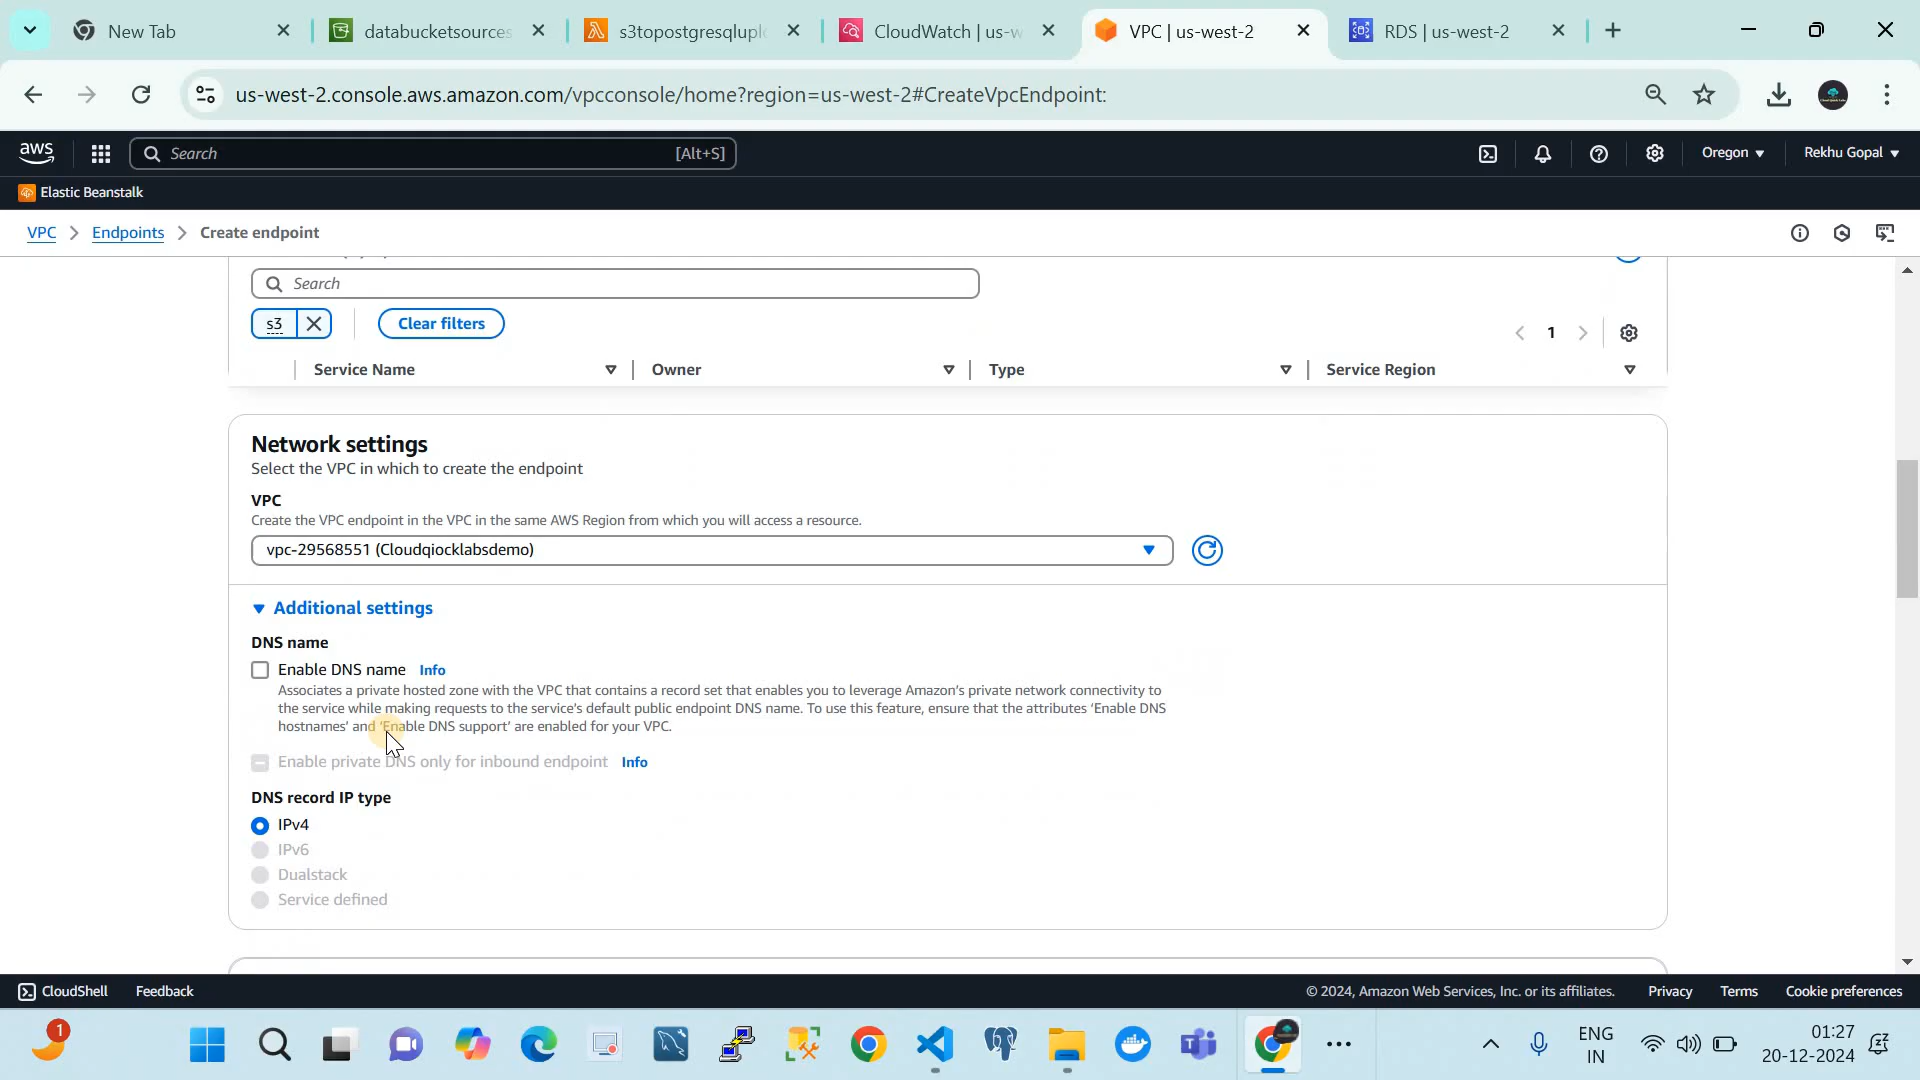 New Tab
databucketsources
s3topostgresqluplo
CloudWatch | us-w
VPC | us-west-2
RDS | us-west-2
us-west-2.console.aws.amazon.com/vpcconsole/home?region=us-west-2#CreateVpcEndpoint:
aws
Search
[Alt+S]
Oregon
Rekhu Gopal
Elastic Beanstalk
VPC
Endpoints
Create endpoint
Search
s3
Clear filters
1
Service Name
Owner
Type
Service Region
Network settings
Select the VPC in which to create the endpoint
VPC
Create the VPC endpoint in the VPC in the same AWS Region from which you will access a resource.
vpc-29568551 (Cloudqiocklabsdemo)
Additional settings
DNS name
Enable DNS name Info
Associates a private hosted zone with the VPC that contains a record set that enables you to leverage Amazon's private network connectivity to
the service while making requests to the service's default public endpoint DNS name. To use this feature, ensure that the attributes 'Enable DNS
hostnames' and 'Enable DNS support' are enabled for your VPC.
Enable private DNS only for inbound endpoint Info
DNS record IP type
IPv4
IPv6
Dualstack
Service defined
CloudShell
Feedback
© 2024, Amazon Web Services, Inc. or its affiliates.
Privacy
Terms
Cookie preferences
1
ENG
IN
01:27
20-12-2024